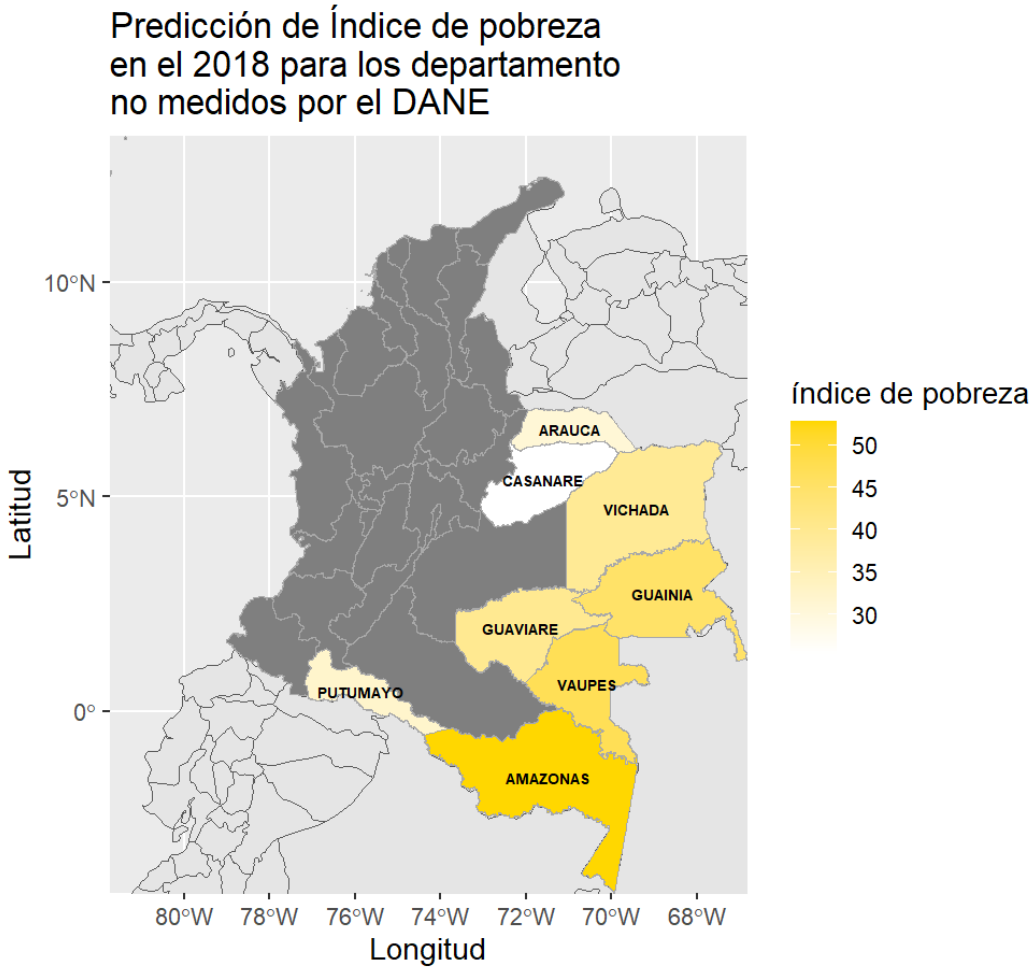 Predicción de Índice de pobreza
en el 2018 para los departamento
no medidos por el DANE
10°N
5°N
0°
Latitud
ARAUCA
CASANARE
VICHADA
GUAINIA
GUAVIARE
VAUPES
PUTUMAYO
AMAZONAS
80°W 78°W 76°W 74°W 72°W 70°W 68°W
Longitud
índice de pobreza
50
45
40
35
30